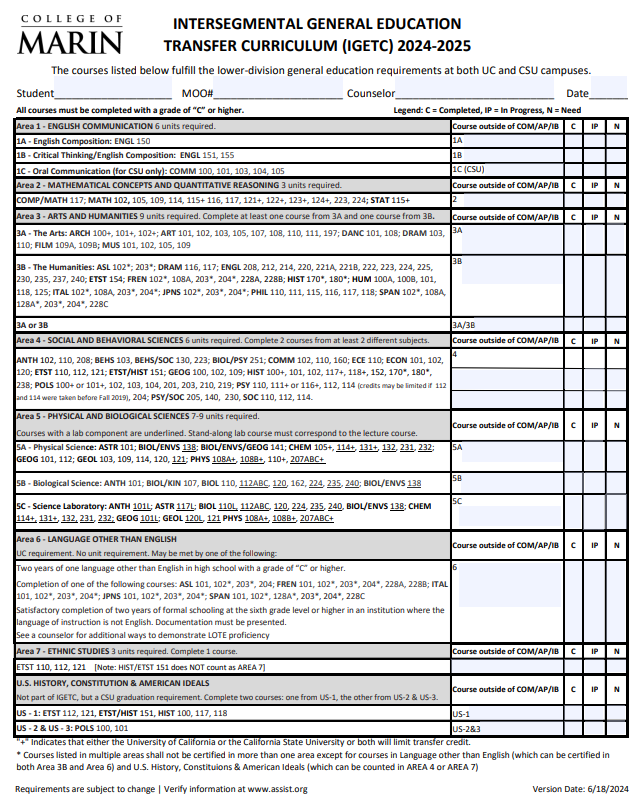 COLLEGE OF
MARIN
INTERSEGMENTAL GENERAL EDUCATION
TRANSFER CURRICULUM (IGETC) 2024-2025
The courses listed below fulfill the lower-division general education requirements at both UC and CSU campuses.
Student MOO# Counselor Date
All courses must be completed with a grade of “C” or higher. Legend: C = Completed, IP = In Progress, N = Need
Area 1 - ENGLISH COMMUNICATION 6 units required. Course outside of COM/AP/IB C IP N
1A - English Composition: ENGL 150 1A
1B - Critical Thinking/English Composition: ENGL 151, 155 1B
1C - Oral Communication (for CSU only): COMM 100, 101, 103, 104, 105 1C (CSU)
Area 2 - MATHEMATICAL CONCEPTS AND QUANTITATIVE REASONING 3 units required. Course outside of COM/AP/IB C IP N
COMP/MATH 117; MATH 102, 105, 109, 114, 115+ 116, 117, 121+, 122+, 123+, 124+, 223, 224; STAT 115+ 2
Area 3 - ARTS AND HUMANITIES 9 units required. Complete at least one course from 3A and one course from 3B. Course outside of COM/AP/IB C IP N
3A - The Arts: ARCH 100+, 101+, 102+; ART 101, 102, 103, 105, 107, 108, 110, 111, 197; DANC 101, 108; DRAM 103, 3A
110; FILM 109A, 109B; MUS 101, 102, 105, 109
3B - The Humanities: ASL 102*, 203*; DRAM 116, 117; ENGL 208, 212, 214, 220, 221A, 221B, 222, 223, 224, 225, 3B
230, 235, 237, 240; ETST 154; FREN 102*, 108A, 203*, 204*, 228A, 228B; HIST 170*, 180*; HUM 100A, 100B, 101,
118, 125; ITAL 102*, 108A, 203*, 204*; JPNS 102*, 203*, 204*; PHIL 110, 111, 115, 116, 117, 118; SPAN 102*, 108A,
128A*, 203*, 204*, 228C
3A or 3B 3A/3B
Area 4 - SOCIAL AND BEHAVIORAL SCIENCES 6 units required. Complete 2 courses from at least 2 different subjects. Course outside of COM/AP/IB C IP N
ANTH 102, 110, 208; BEHS 103, BEHS/SOC 130, 223; BIOL/PSY 251; COMM 102, 110, 160; ECE 110; ECON 101, 102, 4
120; ETST 110, 112, 121; ETST/HIST 151; GEOG 100, 102, 109; HIST 100+, 101, 102, 117+, 118+, 152, 170*, 180*,
238; POLS 100+ or 101+, 102, 103, 104, 201, 203, 210, 219; PSY 110, 111+ or 116+, 112, 114 (credits may be limited if 112
and 114 were taken before Fall 2019), 204; PSY/SOC 205, 140, 230, SOC 110, 112, 114.
Area 5 - PHYSICAL AND BIOLOGICAL SCIENCES 7-9 units required.
Courses with a lab component are underlined. Stand-along lab course must correspond to the lecture course. Course outside of COM/AP/IB C IP N
5A - Physical Science: ASTR 101; BIOL/ENVS 138; BIOL/ENVS/GEOG 141; CHEM 105+, 114+, 131+, 132, 231, 232; 5A
GEOG 101, 112; GEOL 103, 109, 114, 120, 121; PHYS 108A+, 108B+, 110+, 207ABC+
5B - Biological Science: ANTH 101; BIOL/KIN 107, BIOL 110, 112ABC, 120, 162, 224, 235, 240; BIOL/ENVS 138 5B
5C - Science Laboratory: ANTH 101L; ASTR 117L; BIOL 110L, 112ABC, 120, 224, 235, 240, BIOL/ENVS 138; CHEM 5C
114+, 131+, 132, 231, 232; GEOG 101L; GEOL 120L, 121 PHYS 108A+, 108B+, 207ABC+
Area 6 - LANGUAGE OTHER THAN ENGLISH
UC requirement. No unit requirement. May be met by one of the following: Course outside of COM/AP/IB C IP N
Two years of one language other than English in high school with a grade of “C” or higher. 6
Completion of one of the following courses: ASL 101, 102*, 203*, 204; FREN 101, 102*, 203*, 204*, 228A, 228B; ITAL
101, 102*, 203*, 204*; JPNS 101, 102*, 203*, 204*; SPAN 101, 102*, 128A*, 203*, 204*, 228C
Satisfactory completion of two years of formal schooling at the sixth grade level or higher in an institution where the
language of instruction is not English. Documentation must be presented.
See a counselor for additional ways to demonstrate LOTE proficiency
Area 7 - ETHNIC STUDIES 3 units required. Complete 1 course. Course outside of COM/AP/IB C IP N
ETST 110, 112, 121 [Note: HIST/ETST 151 does NOT count as AREA 7]
U.S. HISTORY, CONSTITUTION & AMERICAN IDEALS
Not part of IGETC, but a CSU graduation requirement. Complete two courses: one from US-1, the other from US-2 & US-3. Course outside of COM/AP/IB C IP N
US - 1: ETST 112, 121, ETST/HIST 151, HIST 100, 117, 118 US-1
US - 2 & US - 3: POLS 100, 101 US-2&3
"+" Indicates that either the University of California or the California State University or both will limit transfer credit.
* Courses listed in multiple areas shall not be certified in more than one area except for courses in Language other than English (which can be certified in
both Area 3B and Area 6) and U.S. History, Constituions & American Ideals (which can be counted in AREA 4 or AREA 7)
Requirements are subject to change | Verify information at www.assist.org Version Date: 6/18/2024